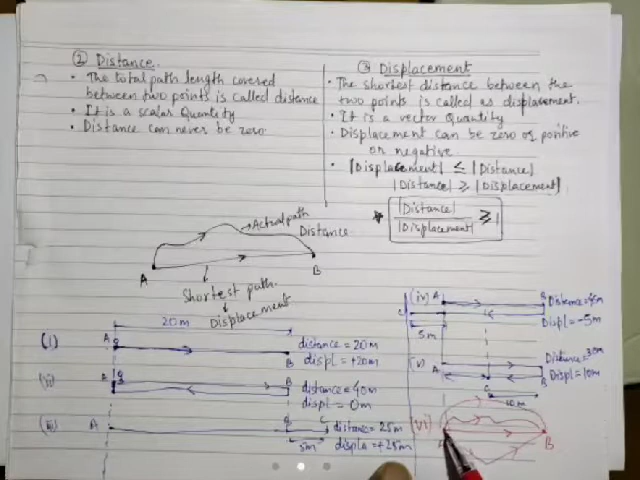 ② Distance.
• The total path length covered
between two points is called distance
• It is a scalar Quantity
• Distance can never be zero.
③ Displacement
• The shortest distance between the
two points is called as displacement.
• It is a vector Quantity
• Displacement can be zero or positive
or negative.
• |Displacement| ≤ |Distance|
|Distance| ≥ |Displacement|
* |Distance|
|Displacement| ≥ 1
Actual path
Distance
A
B
Shortest path.
Displacement
20m
(i) A B distance = 20m
displ = +20m
(ii) A B distance = 40m
displ = 0m
(iii) A B C distance = 25m
5m displ = +25m
(iv) A B Distance = 45m
C Displ = -5m
5m
(v) A B Distance = 30m
C Displ = 10m
10m
(vi) B